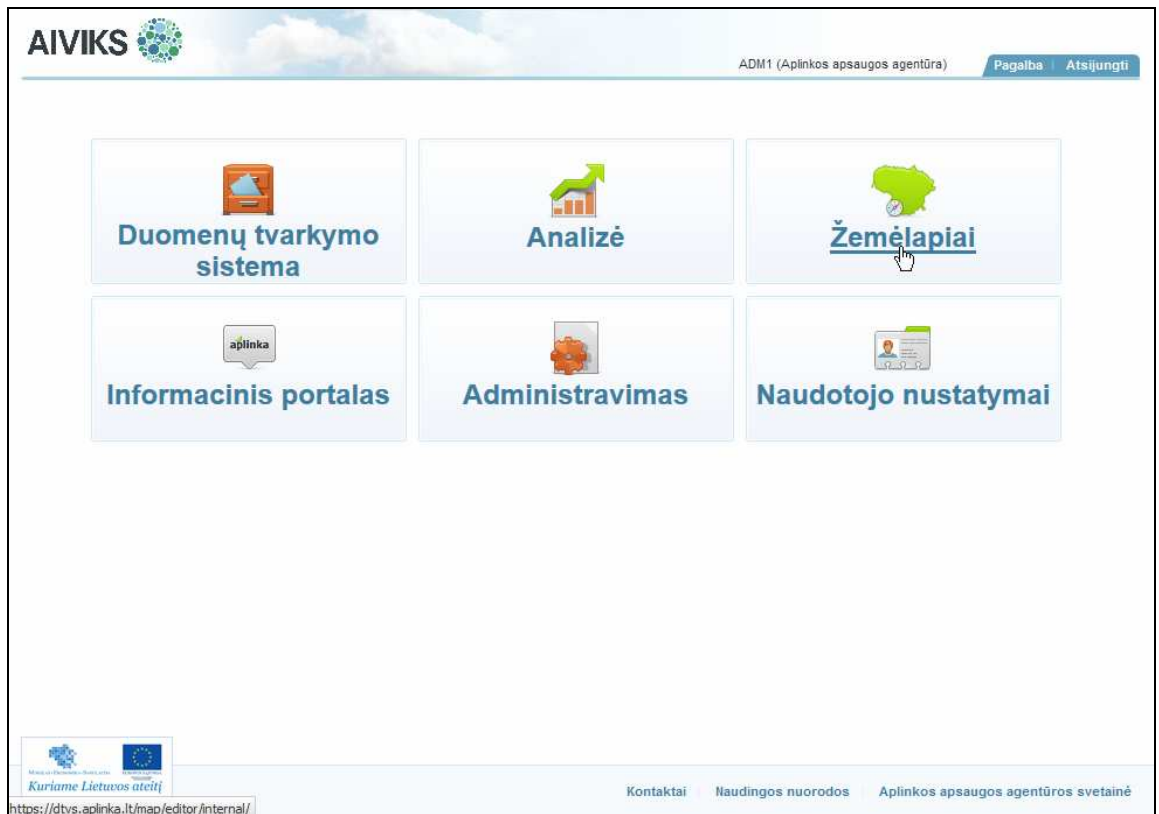 AIVIKS
ADM1 (Aplinkos apsaugos agentūra)
Pagalba
Atsijungti
Duomenų tvarkymo
sistema
Analizė
Žemėlapiai
aplinka
Informacinis portalas
Administravimas
Naudotojo nustatymai
Kuriame Lietuvos ateitį
Kontaktai
Naudingos nuorodos
Aplinkos apsaugos agentūros svetainė
https://dtvs.aplinka.lt/map/editor/internal/